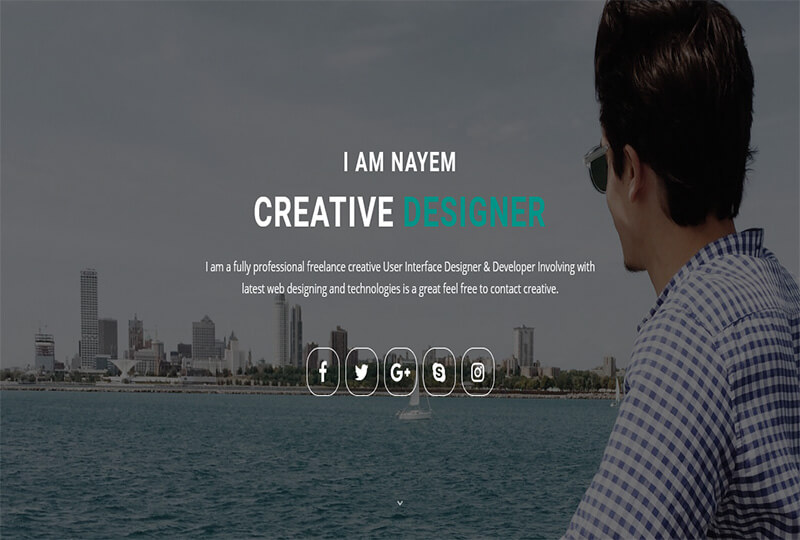 I AM NAYEM
CREATIVE DESIGNER
I am a fully professional freelance creative User Interface Designer & Developer Involving with
latest web designing and technologies is a great feel free to contact creative.